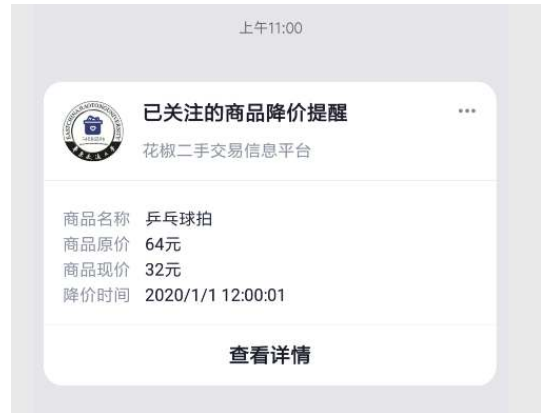 上午11:00
已关注的商品降价提醒
花椒二手交易信息平台
商品名称 乒乓球拍
商品原价 64元
商品现价 32元
降价时间 2020/1/1 12:00:01
查看详情